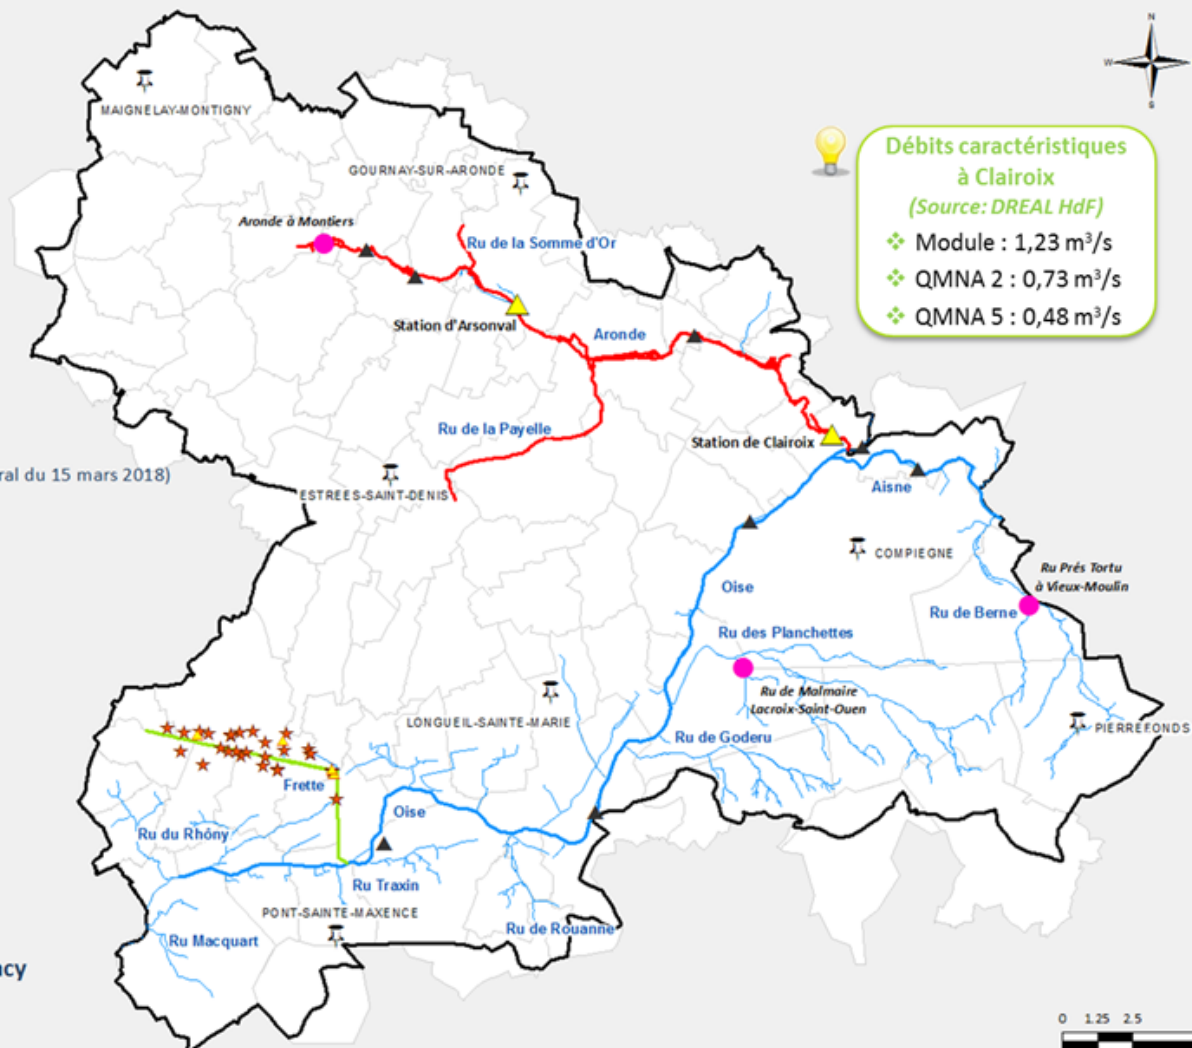 N
W
S
MAIGNELAY-MONTIGNY
Débits caractéristiques
à Clairoix
(Source: DREAL HdF)
❖ Module : 1,23 m³/s
❖ QMNA 2 : 0,73 m³/s
❖ QMNA 5 : 0,48 m³/s
GOURNAY-SUR-ARONDE
Aronde à Montiers
Ru de la Somme d'Or
Station d'Arsonval
Aronde
Ru de la Payelle
Station de Clairoix
ral du 15 mars 2018)
ESTREES-SAINT-DENIS
Aisne
COMPIEGNE
Ru Prés Tortu
à Vieux-Moulin
Oise
Ru de Berne
Ru des Planchettes
Ru de Malmaire
Lacroix-Saint-Ouen
LONGUEIL-SAINTE-MARIE
PIERREFONDS
Ru de Goderu
Frette
Oise
Ru du Rhôny
Ru Traxin
PONT-SAINTE-MAXENCE
Ru de Rouanne
Ru Macquart
ncy
0 1.25 2.5